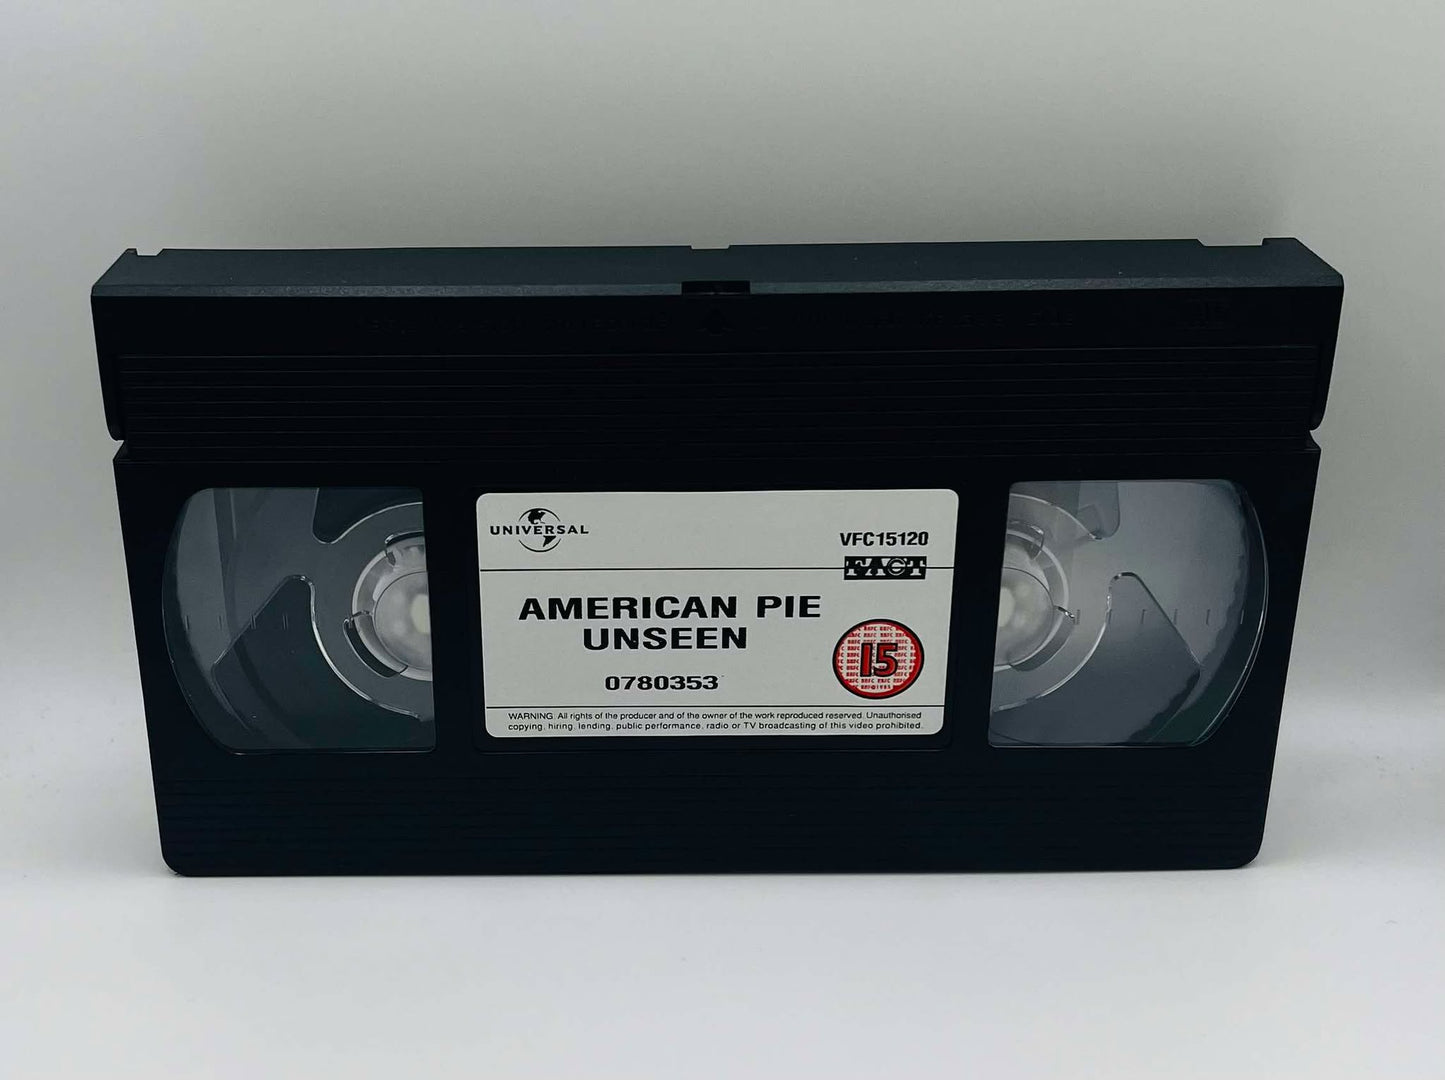 UNIVERSAL
VFC15120
FACT
AMERICAN PIE
UNSEEN
15
0780353
WARNING. All rights of the producer and of the owner of the work reproduced reserved. Unauthorised
copying, hiring, lending, public performance, radio or TV broadcasting of this video prohibited.